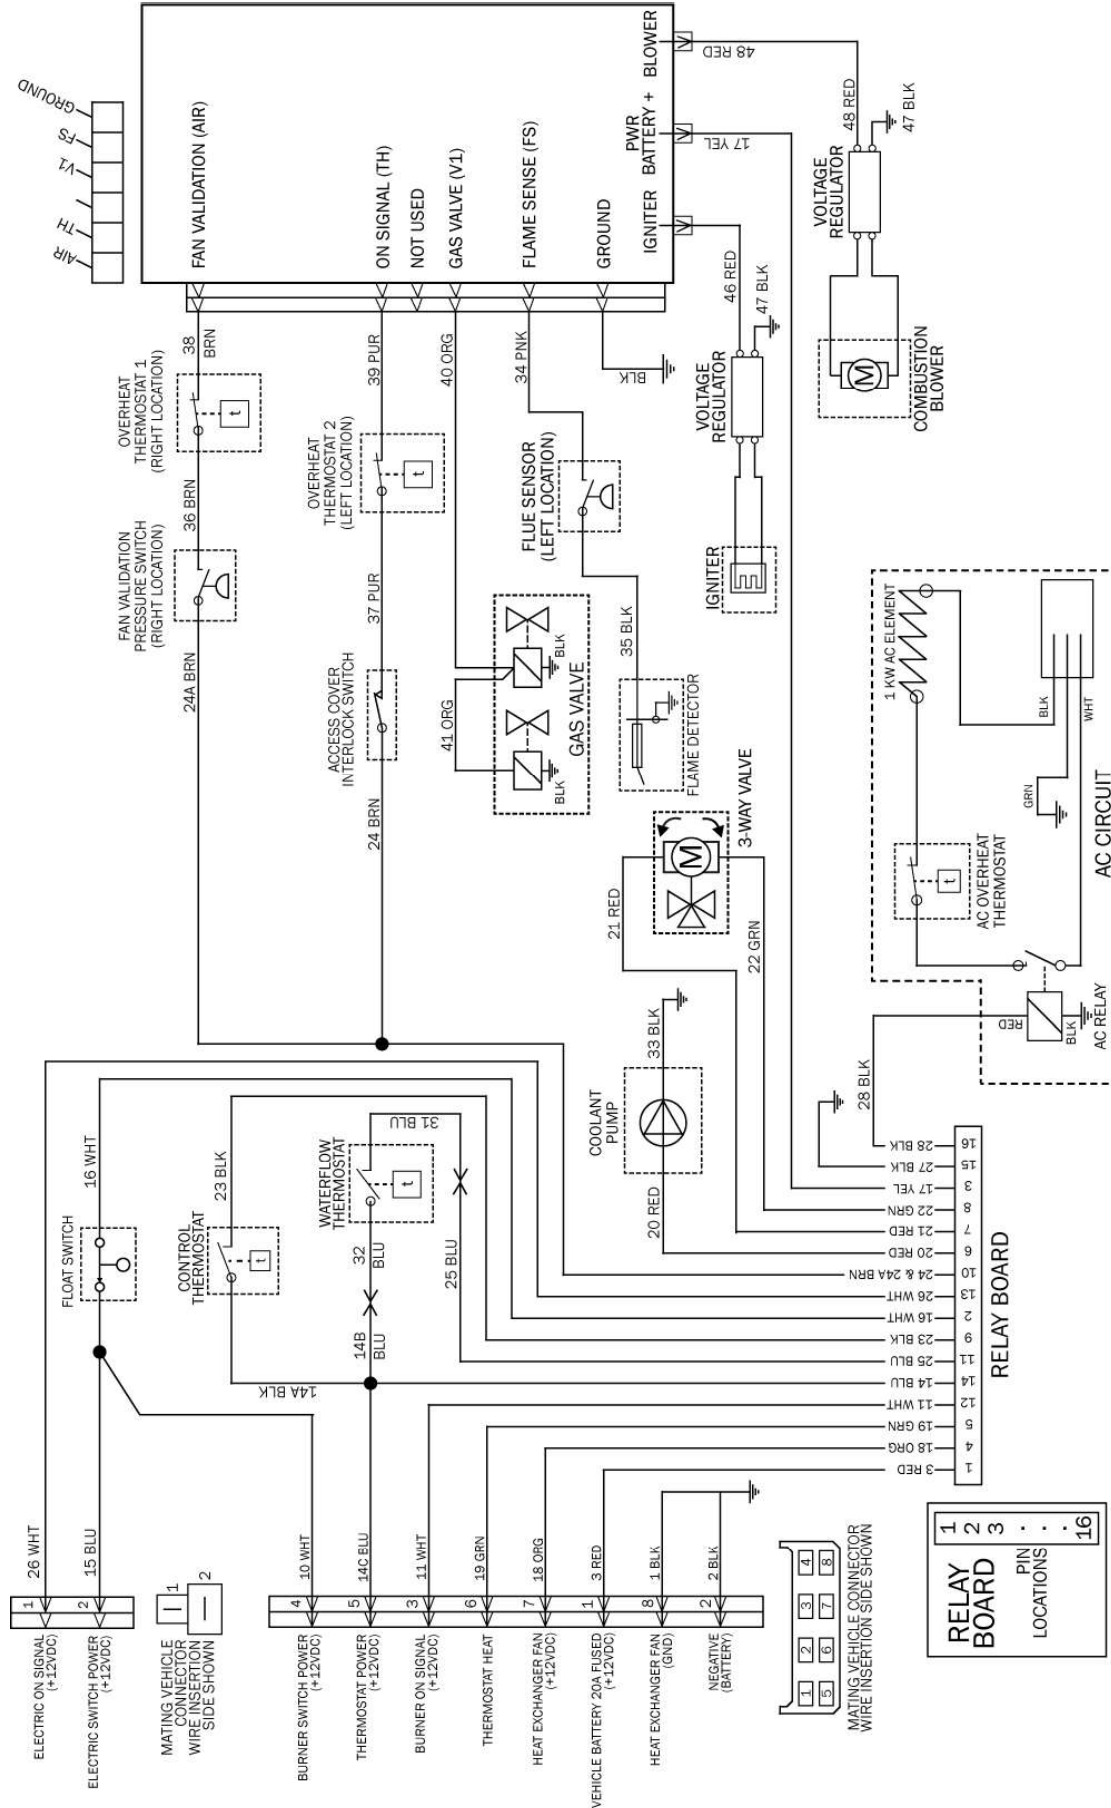 GROUND
FS
V1
TH
AIR
FAN VALIDATION (AIR)
ON SIGNAL (TH)
NOT USED
GAS VALVE (V1)
FLAME SENSE (FS)
GROUND
IGNITER
PWR
BATTERY +
BLOWER
48 RED
17 YEL
48 RED
47 BLK
VOLTAGE
REGULATOR
M
COMBUSTION
BLOWER
46 RED
47 BLK
VOLTAGE
REGULATOR
IGNITER
38
BRN
OVERHEAT
THERMOSTAT 1
(RIGHT LOCATION)
t
36 BRN
FAN VALIDATION
PRESSURE SWITCH
(RIGHT LOCATION)
24A BRN
39 PUR
OVERHEAT
THERMOSTAT 2
(LEFT LOCATION)
t
37 PUR
ACCESS COVER
INTERLOCK SWITCH
24 BRN
40 ORG
41 ORG
BLK
BLK
GAS VALVE
34 PNK
FLUE SENSOR
(LEFT LOCATION)
35 BLK
FLAME DETECTOR
BLK
3-WAY VALVE
M
21 RED
22 GRN
33 BLK
COOLANT
PUMP
20 RED
1 KW AC ELEMENT
BLK
WHT
GRN
AC OVERHEAT
THERMOSTAT
t
AC CIRCUIT
RED
BLK
AC RELAY
28 BLK
16 WHT
FLOAT SWITCH
23 BLK
CONTROL
THERMOSTAT
t
31 BLU
WATERFLOW
THERMOSTAT
t
32
BLU
25 BLU
14B
BLU
14A BLK
28 BLK
27 BLK
17 YEL
22 GRN
21 RED
20 RED
24 & 24A BRN
26 WHT
16 WHT
23 BLK
25 BLU
14 BLU
11 WHT
19 GRN
18 ORG
3 RED
16
15
3
8
7
6
10
13
2
9
11
14
12
5
4
1
RELAY BOARD
26 WHT
15 BLU
1
2
ELECTRIC ON SIGNAL
(+12VDC)
ELECTRIC SWITCH POWER
(+12VDC)
1
2
MATING VEHICLE
CONNECTOR
WIRE INSERTION
SIDE SHOWN
10 WHT
14C BLU
11 WHT
19 GRN
18 ORG
3 RED
1 BLK
2 BLK
4
5
3
6
7
1
8
2
BURNER SWITCH POWER
(+12VDC)
THERMOSTAT POWER
(+12VDC)
BURNER ON SIGNAL
(+12VDC)
THERMOSTAT HEAT
HEAT EXCHANGER FAN
(+12VDC)
VEHICLE BATTERY 20A FUSED
(+12VDC)
HEAT EXCHANGER FAN
(GND)
NEGATIVE
(BATTERY)
1 2 3 4
5 6 7 8
MATING VEHICLE CONNECTOR
WIRE INSERTION SIDE SHOWN
RELAY
BOARD
PIN
LOCATIONS
1
2
3
.
.
.
16